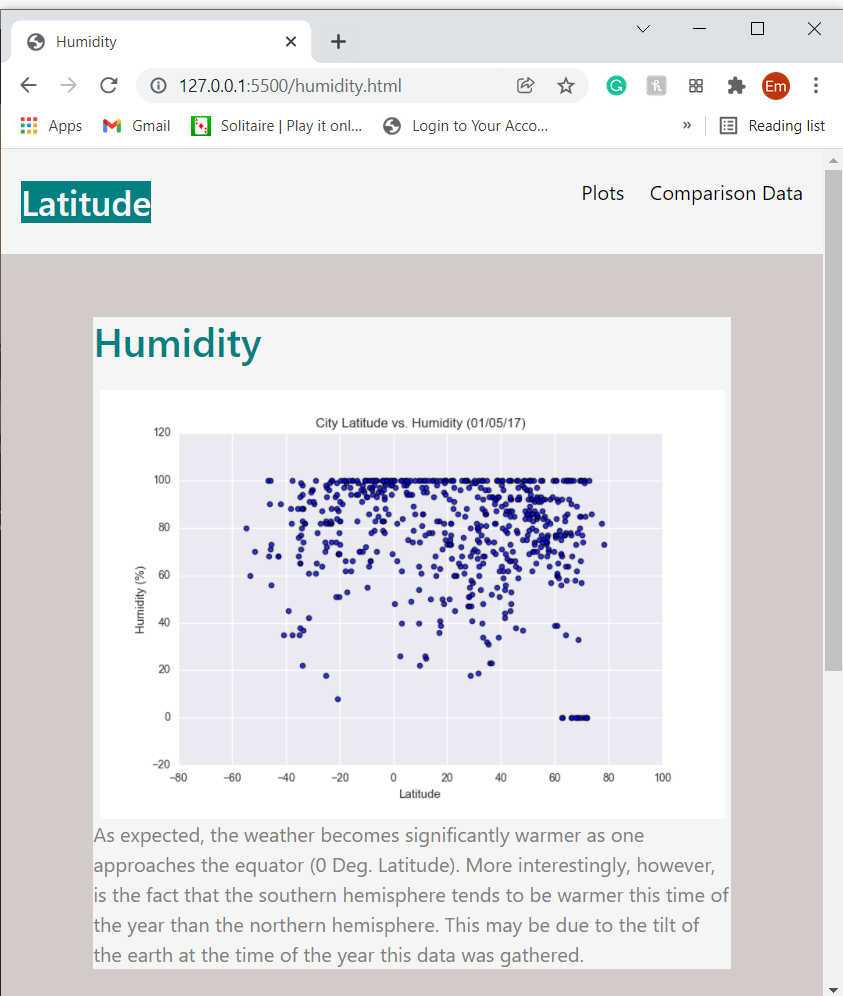 Humidity
127.0.0.1:5500/humidity.html
Em
Apps Gmail Solitaire | Play it onl... Login to Your Acco... » Reading list
Latitude Plots Comparison Data
Humidity
City Latitude vs. Humidity (01/05/17)
120
100
80
60
40
20
0
−20
Humidity (%)
−80 −60 −40 −20 0 20 40 60 80 100
Latitude
As expected, the weather becomes significantly warmer as one
approaches the equator (0 Deg. Latitude). More interestingly, however,
is the fact that the southern hemisphere tends to be warmer this time of
the year than the northern hemisphere. This may be due to the tilt of
the earth at the time of the year this data was gathered.